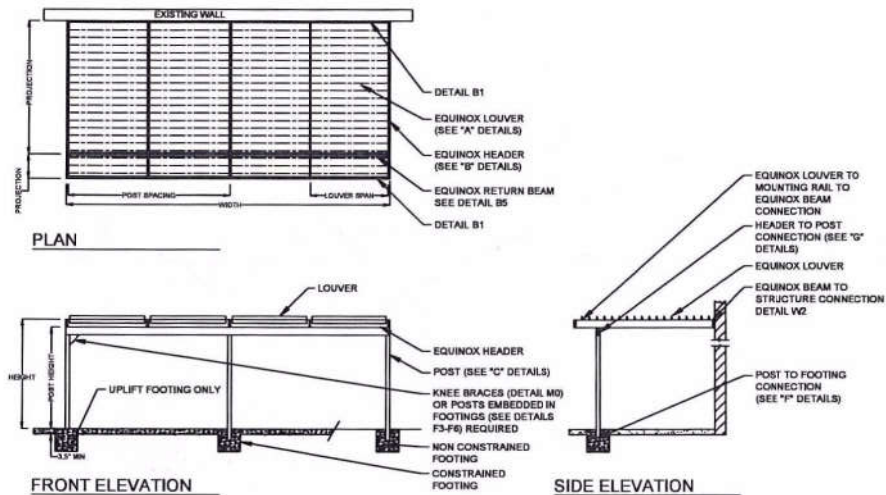 EXISTING WALL
PROJECTION
PROJECTION
DETAIL B1
EQUINOX LOUVER
(SEE "A" DETAILS)
EQUINOX HEADER
(SEE "B" DETAILS)
EQUINOX RETURN BEAM
SEE DETAIL B5
DETAIL B1
POST SPACING
LOUVER SPAN
WIDTH
PLAN
LOUVER
EQUINOX HEADER
POST (SEE "C" DETAILS)
KNEE BRACES (DETAIL M0)
OR POSTS EMBEDDED IN
FOOTINGS (SEE DETAILS
F3-F6) REQUIRED
NON CONSTRAINED
FOOTING
CONSTRAINED
FOOTING
HEIGHT
POST HEIGHT
UPLIFT FOOTING ONLY
3.5" MIN
FRONT ELEVATION
EQUINOX LOUVER TO
MOUNTING RAIL TO
EQUINOX BEAM
CONNECTION
HEADER TO POST
CONNECTION (SEE "G"
DETAILS)
EQUINOX LOUVER
EQUINOX BEAM TO
STRUCTURE CONNECTION
DETAIL W2
POST TO FOOTING
CONNECTION
(SEE "F" DETAILS)
SIDE ELEVATION